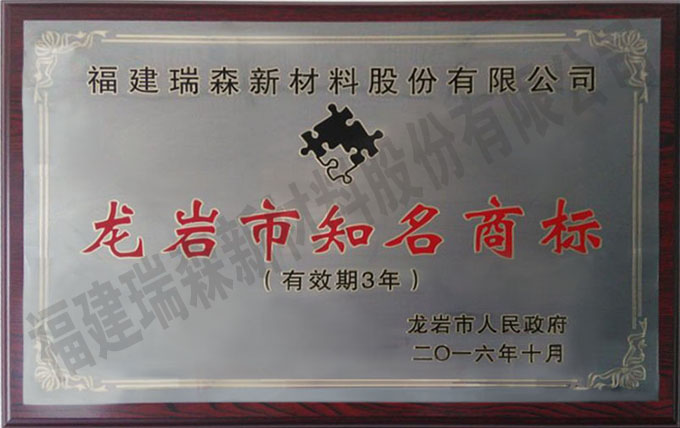 福建瑞森新材料股份有限公司
龙岩市知名商标
（有效期3年）
龙岩市人民政府
二〇一六年十月
福建瑞森新材料股份有限公司